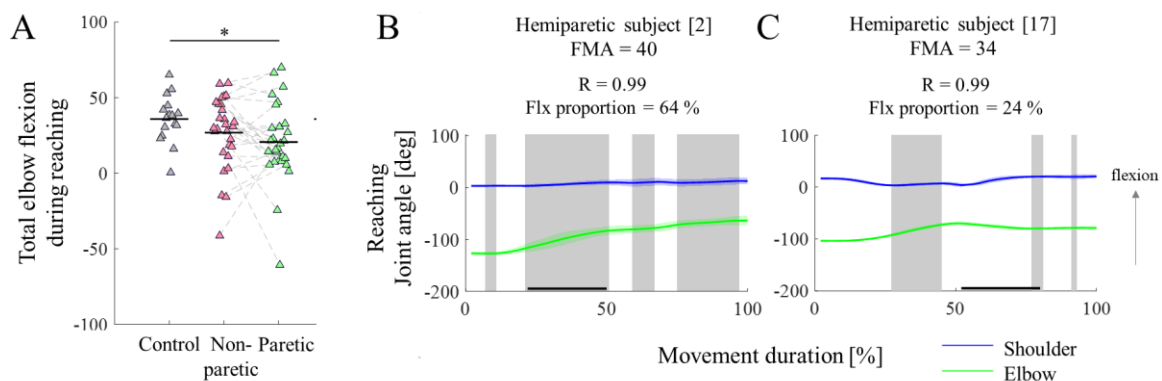 A
Total elbow flexion
during reaching
100
50
0
-50
-100
*
Control
Non-
paretic
Paretic
B
Hemiparetic subject [2]
FMA = 40
R = 0.99
Flx proportion = 64 %
Reaching
Joint angle [deg]
100
0
-100
-200
0
50
100
C
Hemiparetic subject [17]
FMA = 34
R = 0.99
Flx proportion = 24 %
100
0
-100
-200
0
50
100
flexion
Movement duration [%]
Shoulder
Elbow